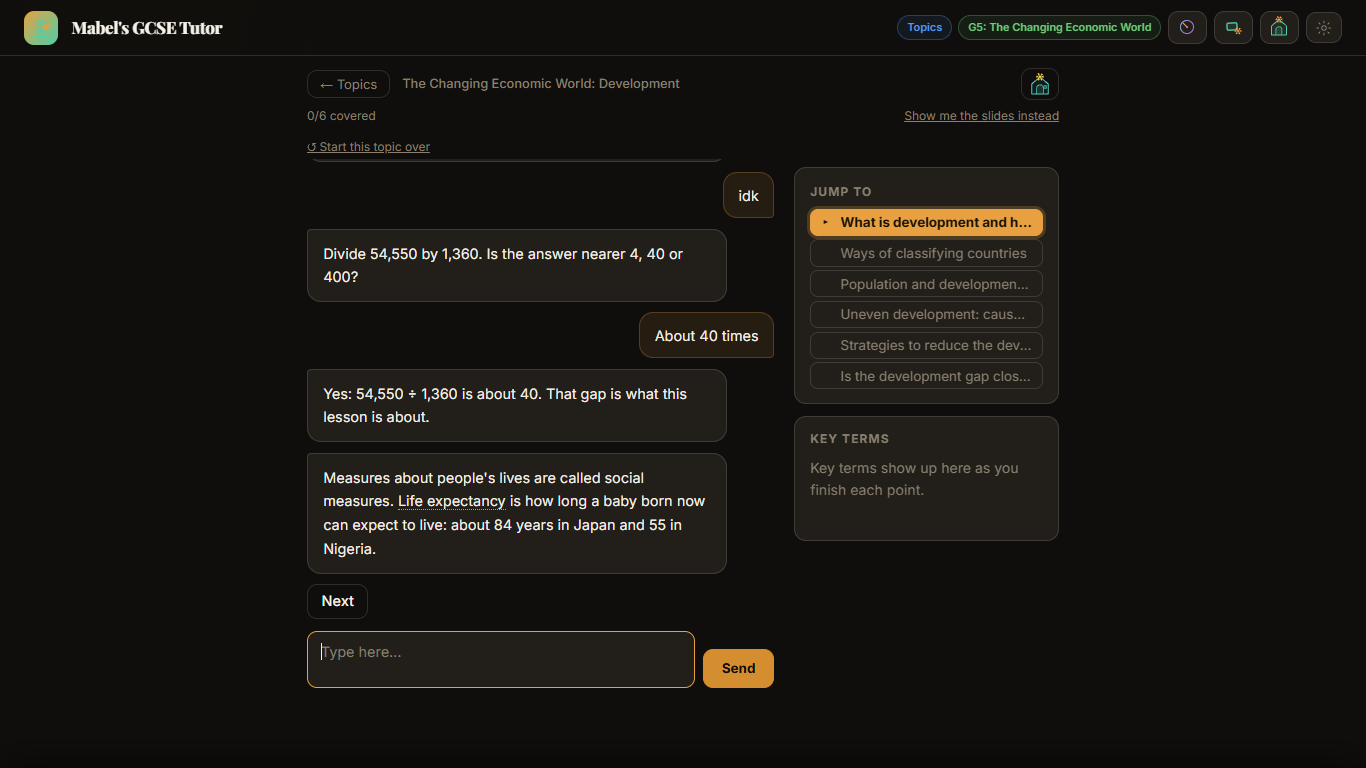 Mabel's GCSE Tutor
Topics
G5: The Changing Economic World
← Topics
The Changing Economic World: Development
0/6 covered
Show me the slides instead
↺ Start this topic over
idk
Divide 54,550 by 1,360. Is the answer nearer 4, 40 or
400?
About 40 times
Yes: 54,550 ÷ 1,360 is about 40. That gap is what this
lesson is about.
Measures about people's lives are called social
measures. Life expectancy is how long a baby born now
can expect to live: about 84 years in Japan and 55 in
Nigeria.
Next
Type here...
Send
JUMP TO
What is development and h...
Ways of classifying countries
Population and developmen...
Uneven development: caus...
Strategies to reduce the dev...
Is the development gap clos...
KEY TERMS
Key terms show up here as you
finish each point.